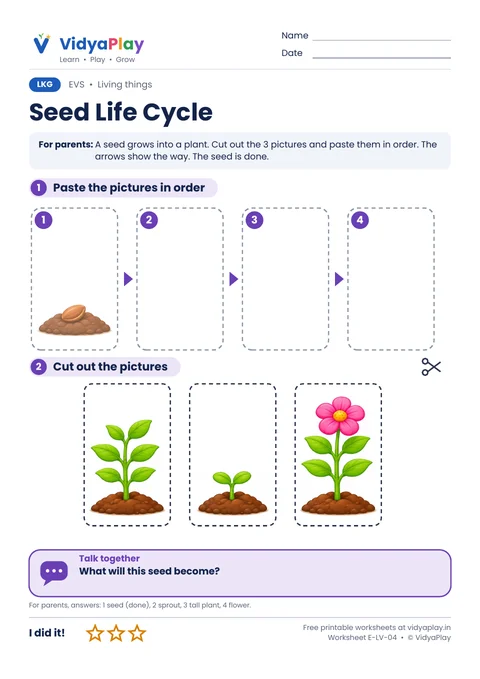 VidyaPlay
Learn • Play • Grow
Name
Date
LKG EVS • Living things
Seed Life Cycle
For parents: A seed grows into a plant. Cut out the 3 pictures and paste them in order. The
arrows show the way. The seed is done.
1 Paste the pictures in order
1 2 3 4
2 Cut out the pictures
Talk together
What will this seed become?
For parents, answers: 1 seed (done), 2 sprout, 3 tall plant, 4 flower.
I did it!
Free printable worksheets at vidyaplay.in
Worksheet E-LV-04 • © VidyaPlay